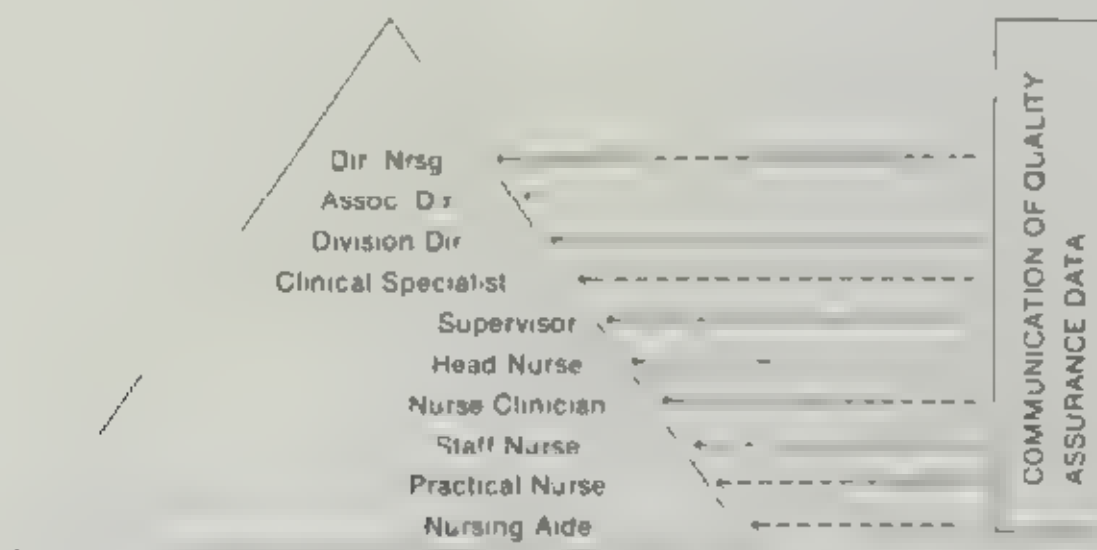 Dir Nrsg
Assoc Dir
Division Dir
Clinical Specialist
Supervisor
Head Nurse
Nurse Clinician
Staff Nurse
Practical Nurse
Nursing Aide
COMMUNICATION OF QUALITY
ASSURANCE DATA